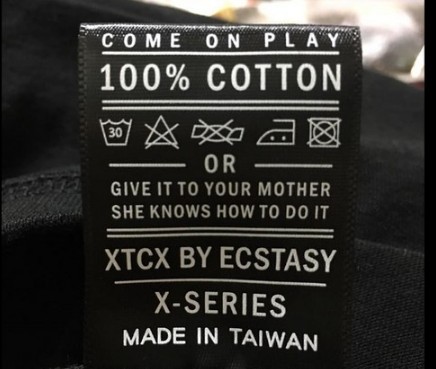 COME ON PLAY
100% COTTON
30
OR
GIVE IT TO YOUR MOTHER
SHE KNOWS HOW TO DO IT
XTCX BY ECSTASY
X-SERIES
MADE IN TAIWAN